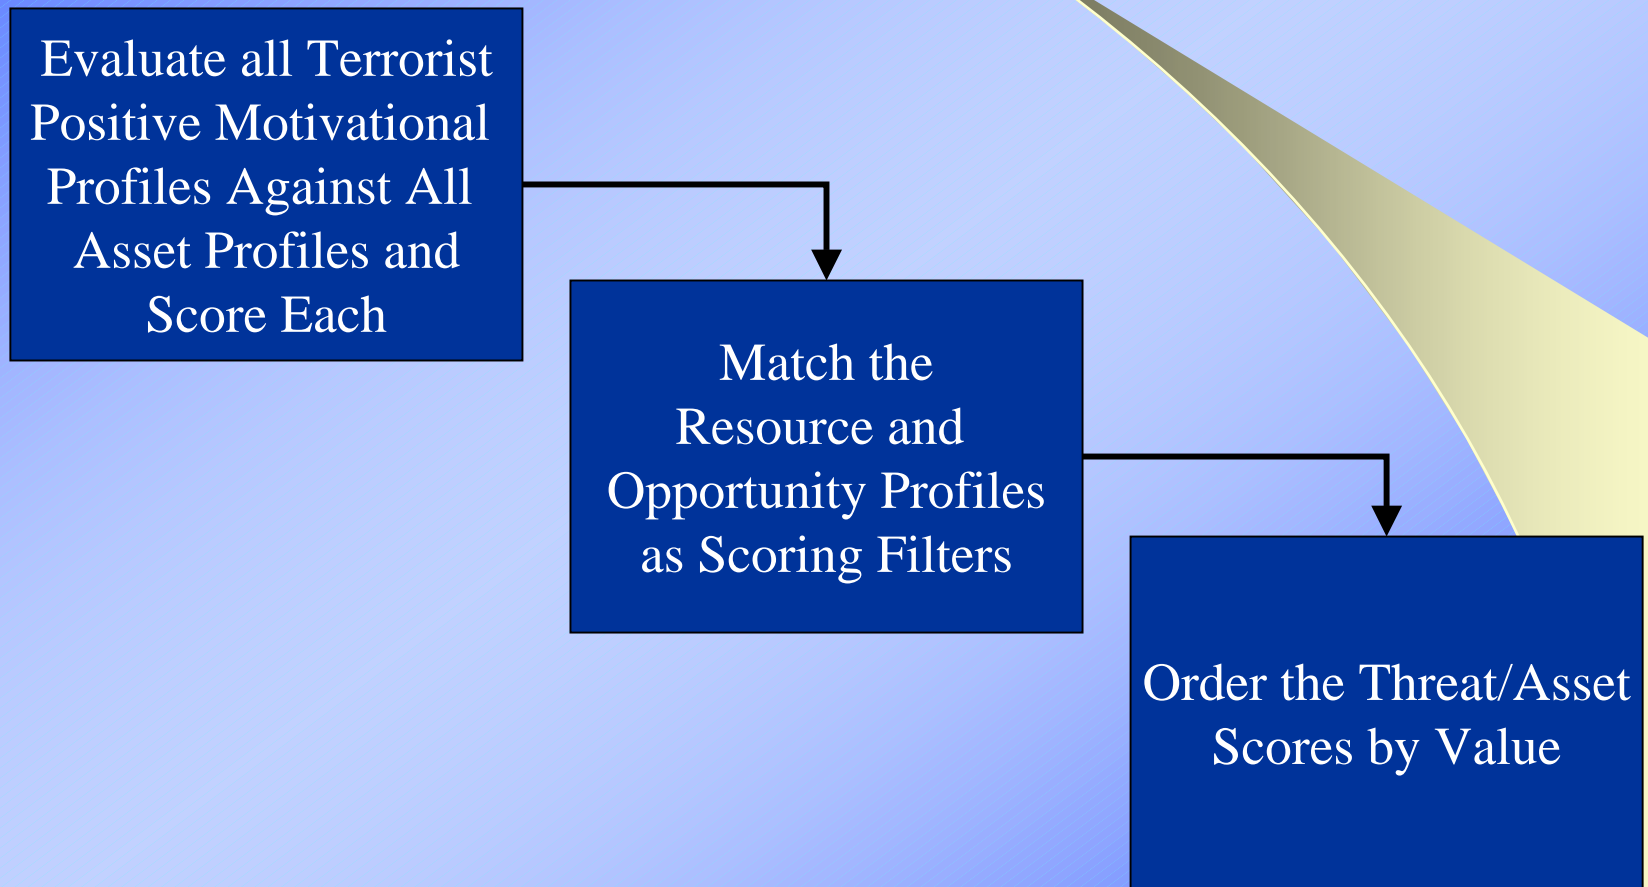 Evaluate all Terrorist
Positive Motivational
Profiles Against All
Asset Profiles and
Score Each
Match the
Resource and
Opportunity Profiles
as Scoring Filters
Order the Threat/Asset
Scores by Value